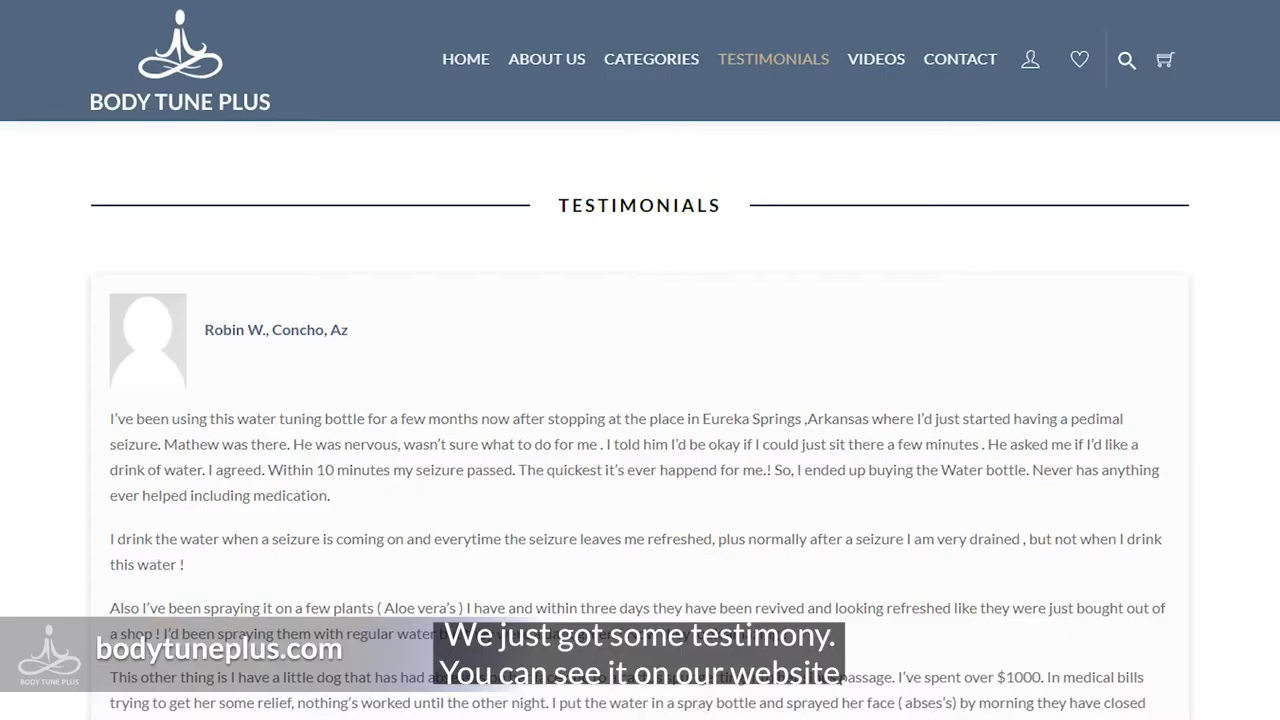 BODY TUNE PLUS
HOME ABOUT US CATEGORIES TESTIMONIALS VIDEOS CONTACT
TESTIMONIALS
Robin W., Concho, Az
I've been using this water tuning bottle for a few months now after stopping at the place in Eureka Springs ,Arkansas where I'd just started having a pedimal
seizure. Mathew was there. He was nervous, wasn't sure what to do for me . I told him I'd be okay if I could just sit there a few minutes . He asked me if I'd like a
drink of water. I agreed. Within 10 minutes my seizure passed. The quickest it's ever happend for me.! So, I ended up buying the Water bottle. Never has anything
ever helped including medication.
I drink the water when a seizure is coming on and everytime the seizure leaves me refreshed, plus normally after a seizure I am very drained , but not when I drink
this water !
Also I've been spraying it on a few plants ( Aloe vera's ) I have and within three days they have been revived and looking refreshed like they were just bought out of
a shop ! I'd been spraying them with regular water
This other thing is I have a little dog that has had passage. I've spent over $1000. In medical bills
trying to get her some relief, nothing's worked until the other night. I put the water in a spray bottle and sprayed her face ( abses's) by morning they have closed
BODY TUNE PLUS
bodytuneplus.com
We just got some testimony.
You can see it on our website.